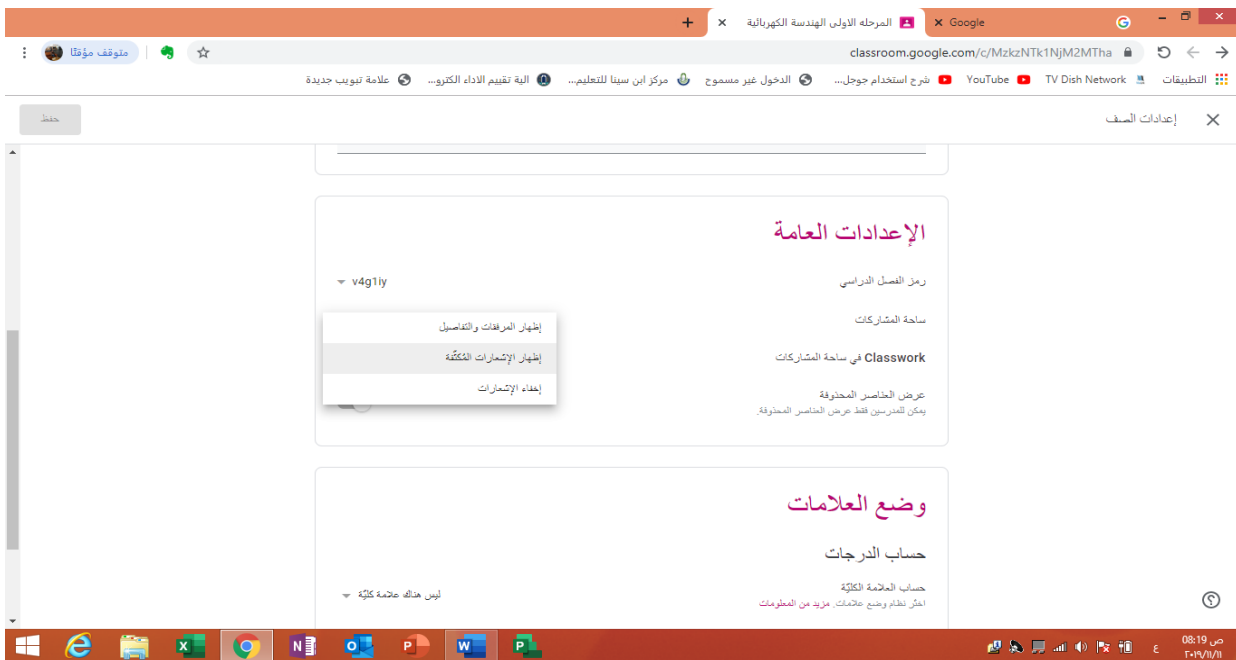 Google
المرحله الاولى الهندسة الكهربائية
classroom.google.com/c/MzkzNTk1NjM2MTha
متوقف مؤقتًا
التطبيقات
TV Dish Network
YouTube
شرح استخدام جوجل...
الدخول غير مسموح
مركز ابن سينا للتعليم...
الية تقييم الاداء الكترو...
علامة تبويب جديدة
إعدادات الصف
حفظ
الإعدادات العامة
رمز الفصل الدراسي
v4g1iy
ساحة المشاركات
إظهار المرفقات والتفاصيل
Classwork في ساحة المشاركات
إظهار الإشعارات المُكثَّفة
إخفاء الإشعارات
عرض العناصر المحذوفة
يمكن للمدرسين فقط عرض العناصر المحذوفة.
وضع العلامات
حساب الدرجات
حساب العلامة الكليّة
اختَر نظام وضع علامات. مزيد من المعلومات
ليس هناك علامة كليّة
ع
08:19 ص
٢٠١٩/١١/١١